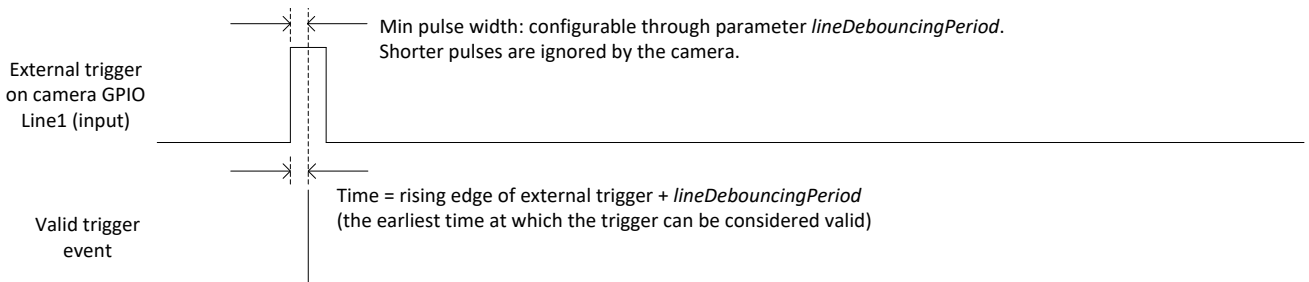 Min pulse width: configurable through parameter lineDebouncingPeriod.
Shorter pulses are ignored by the camera.
External trigger
on camera GPIO
Line1 (input)
Time = rising edge of external trigger + lineDebouncingPeriod
(the earliest time at which the trigger can be considered valid)
Valid trigger
event